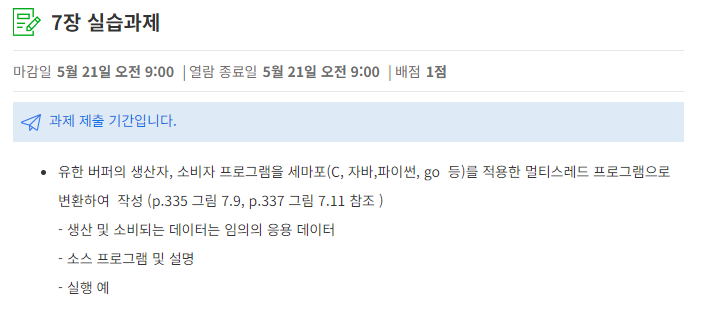 7장 실습과제
마감일 5월 21일 오전 9:00 | 열람 종료일 5월 21일 오전 9:00 | 배점 1점
과제 제출 기간입니다.
• 유한 버퍼의 생산자, 소비자 프로그램을 세마포(C, 자바,파이썬, go 등)를 적용한 멀티스레드 프로그램으로
변환하여 작성 (p.335 그림 7.9, p.337 그림 7.11 참조 )
- 생산 및 소비되는 데이터는 임의의 응용 데이터
- 소스 프로그램 및 설명
- 실행 예